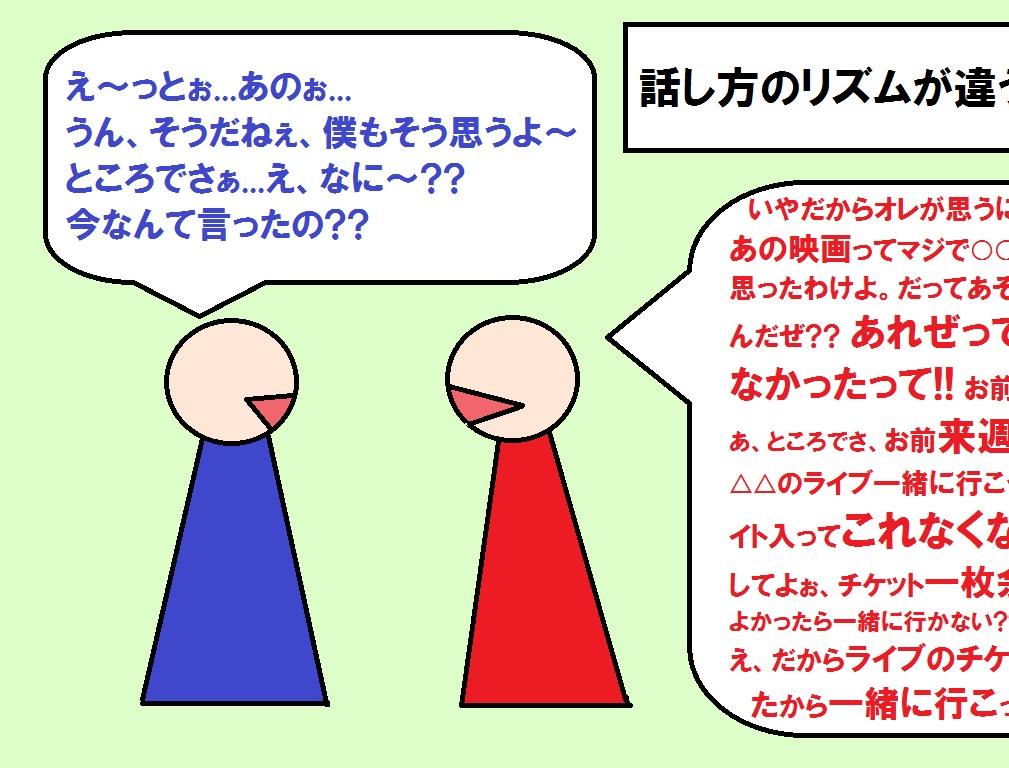 え〜っとぉ...あのぉ...
うん、そうだねぇ、僕もそう思うよ〜
ところでさぁ...え、なに〜??
今なんて言ったの??
話し方のリズムが違う
いやだからオレが思うに
あの映画ってマジで○○
思ったわけよ。だってあそ
んだぜ?? あれぜって
なかったって!! お前
あ、ところでさ、お前来週
△△のライブ一緒に行こ
イト入ってこれなくな
してよぉ、チケット一枚余
よかったら一緒に行かない?
え、だからライブのチケ
たから一緒に行こっ